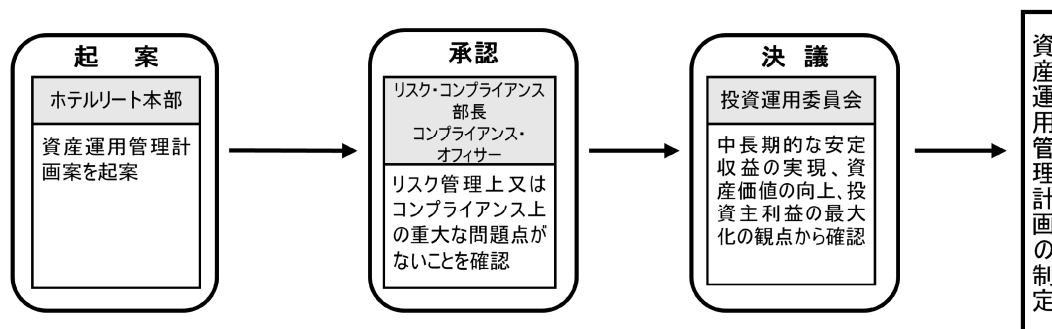 起 案
ホテルリート本部
資産運用管理計
画案を起案
承認
リスク・コンプライアンス
部長
コンプライアンス・
オフィサー
リスク管理上又は
コンプライアンス上
の重大な問題点が
ないことを確認
決 議
投資運用委員会
中長期的な安定
収益の実現、資
産価値の向上、投
資主利益の最大
化の観点から確認
資産運用管理計画の制定